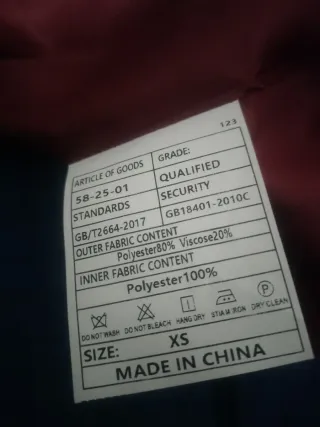 123
ARTICLE OF GOODS GRADE:
58-25-01 QUALIFIED
STANDARDS SECURITY
GB/T2664-2017 GB18401-2010C
OUTER FABRIC CONTENT
Polyester80% Viscose20%
INNER FABRIC CONTENT
Polyester100%
P
DO NOT WASH DO NOT BLEACH HANG DRY STIAM IRON DRY CLEAN
SIZE: XS
MADE IN CHINA